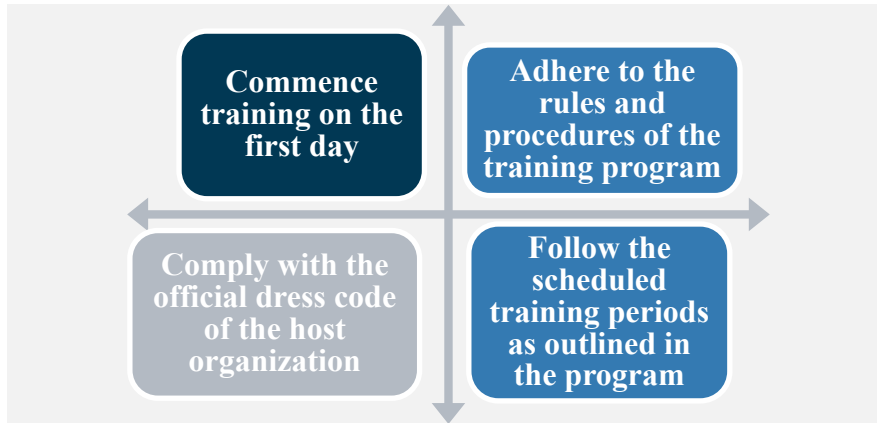 Commence
training on the
first day
Adhere to the
rules and
procedures of the
training program
Comply with the
official dress code
of the host
organization
Follow the
scheduled
training periods
as outlined in
the program